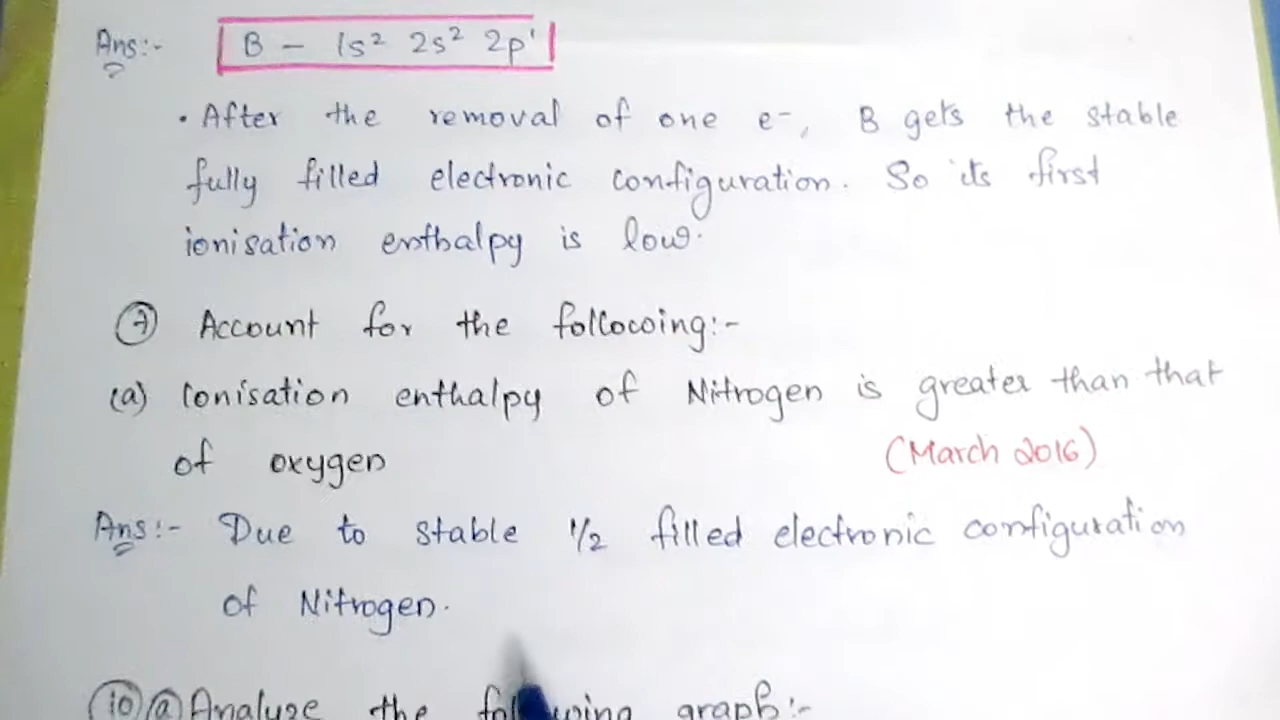 Ans:- B - 1s² 2s² 2p¹
• After the removal of one e⁻, B gets the stable
fully filled electronic configuration. So its first
ionisation enthalpy is low.
⑦ Account for the following:-
(a) Ionisation enthalpy of Nitrogen is greater than that
of oxygen (March 2016)
Ans:- Due to stable 1/2 filled electronic configuration
of Nitrogen.
⑩ ⓐ Analyze the following graph:-